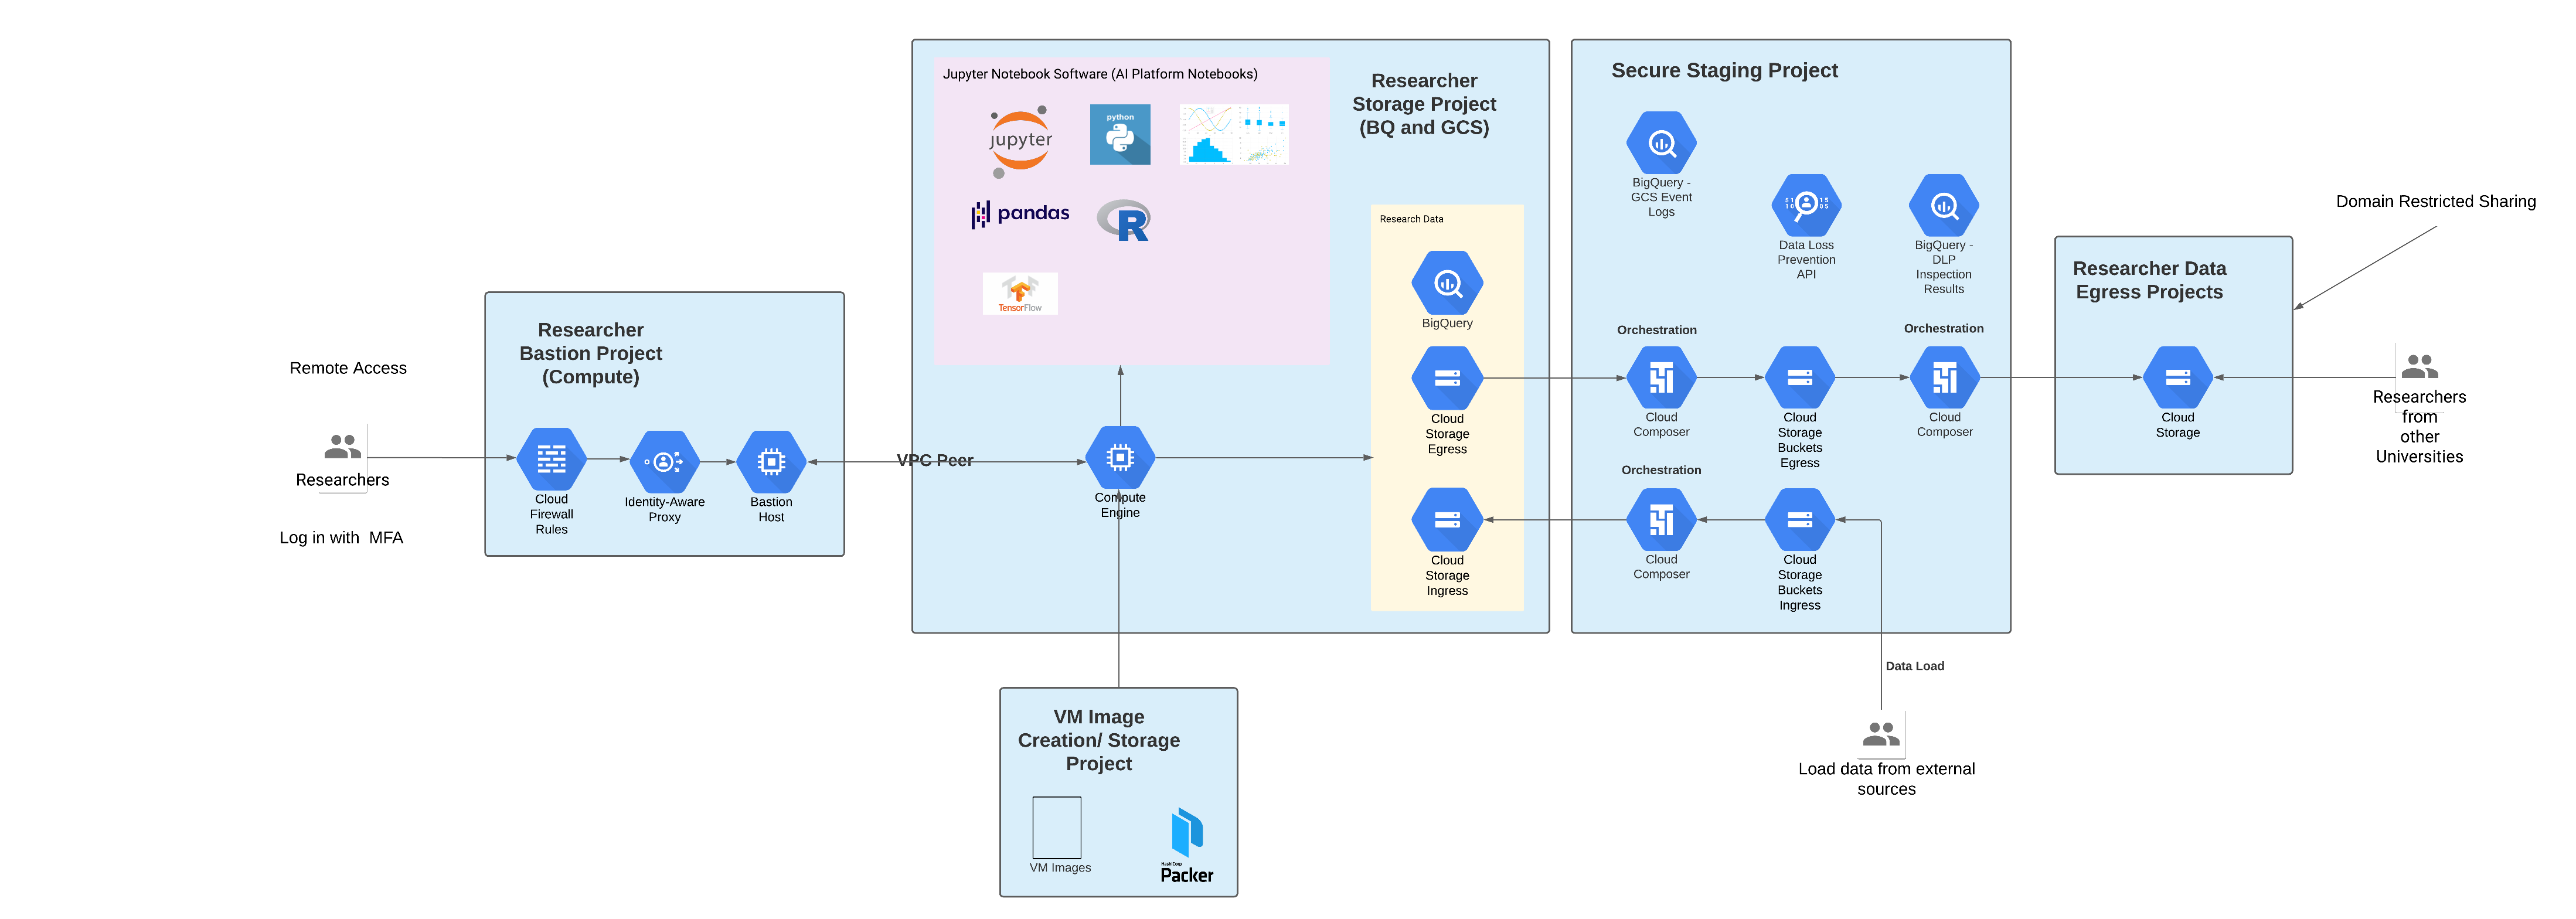 Remote Access
Researchers
Log in with  MFA
Researcher
Bastion Project
(Compute)
Cloud
Firewall
Rules
Identity-Aware
Proxy
Bastion
Host
VPC Peer
Jupyter Notebook Software (AI Platform Notebooks)
jupyter
python
pandas
R
TensorFlow
Researcher
Storage Project
(BQ and GCS)
Compute
Engine
Research Data
BigQuery
Cloud
Storage
Egress
Cloud
Storage
Ingress
VM Image
Creation/ Storage
Project
VM Images
HashiCorp
Packer
Secure Staging Project
BigQuery -
GCS Event
Logs
Data Loss
Prevention
API
BigQuery -
DLP
Inspection
Results
Orchestration
Cloud
Composer
Cloud
Storage
Buckets
Egress
Orchestration
Cloud
Composer
Orchestration
Cloud
Composer
Cloud
Storage
Buckets
Ingress
Data Load
Load data from external
sources
Researcher Data
Egress Projects
Cloud
Storage
Domain Restricted Sharing
Researchers
from
other
Universities